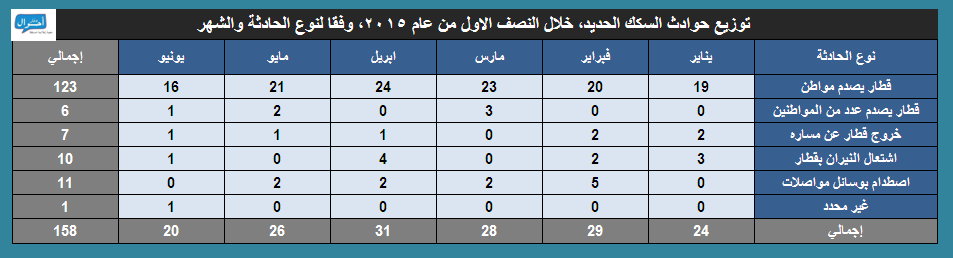 توزيع حوادث السكك الحديد، خلال النصف الاول من عام ٢٠١٥، وفقا لنوع الحادثة والشهر
نوع الحادثة يناير فبراير مارس ابريل مايو يونيو إجمالي
قطار يصدم مواطن 19 20 23 24 21 16 123
قطار يصدم عدد من المواطنين 0 0 3 0 2 1 6
خروج قطار عن مساره 2 2 0 1 1 1 7
اشتعال النيران بقطار 3 2 0 4 0 1 10
اصطدام بوسائل مواصلات 0 5 2 2 2 0 11
غير محدد 0 0 0 0 0 1 1
إجمالي 24 29 28 31 26 20 158